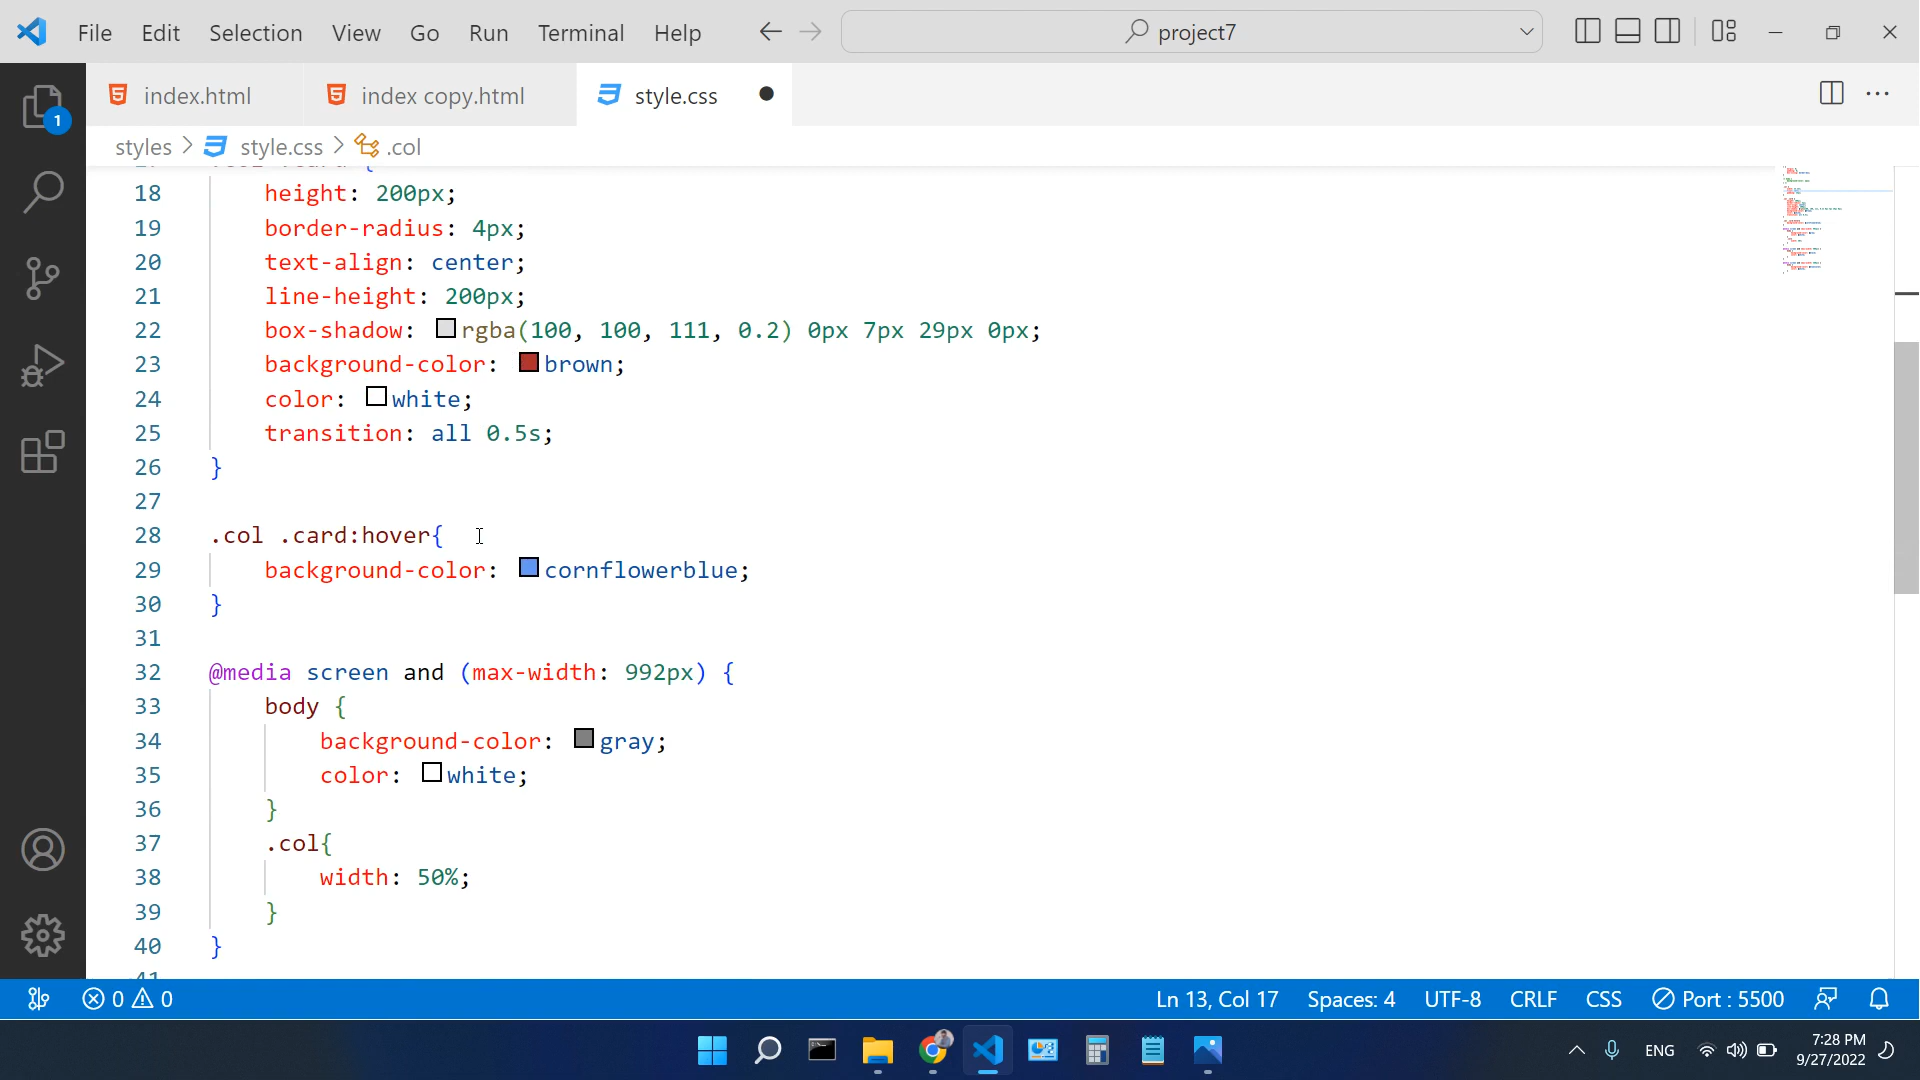 File Edit Selection View Go Run Terminal Help project7
index.html index copy.html style.css
styles > style.css > .col
18 height: 200px;
19 border-radius: 4px;
20 text-align: center;
21 line-height: 200px;
22 box-shadow: rgba(100, 100, 111, 0.2) 0px 7px 29px 0px;
23 background-color: brown;
24 color: white;
25 transition: all 0.5s;
26 }
27
28 .col .card:hover{
29 background-color: cornflowerblue;
30 }
31
32 @media screen and (max-width: 992px) {
33 body {
34 background-color: gray;
35 color: white;
36 }
37 .col{
38 width: 50%;
39 }
40 }
1
0 0 Ln 13, Col 17 Spaces: 4 UTF-8 CRLF CSS Port : 5500
ENG 7:28 PM
9/27/2022